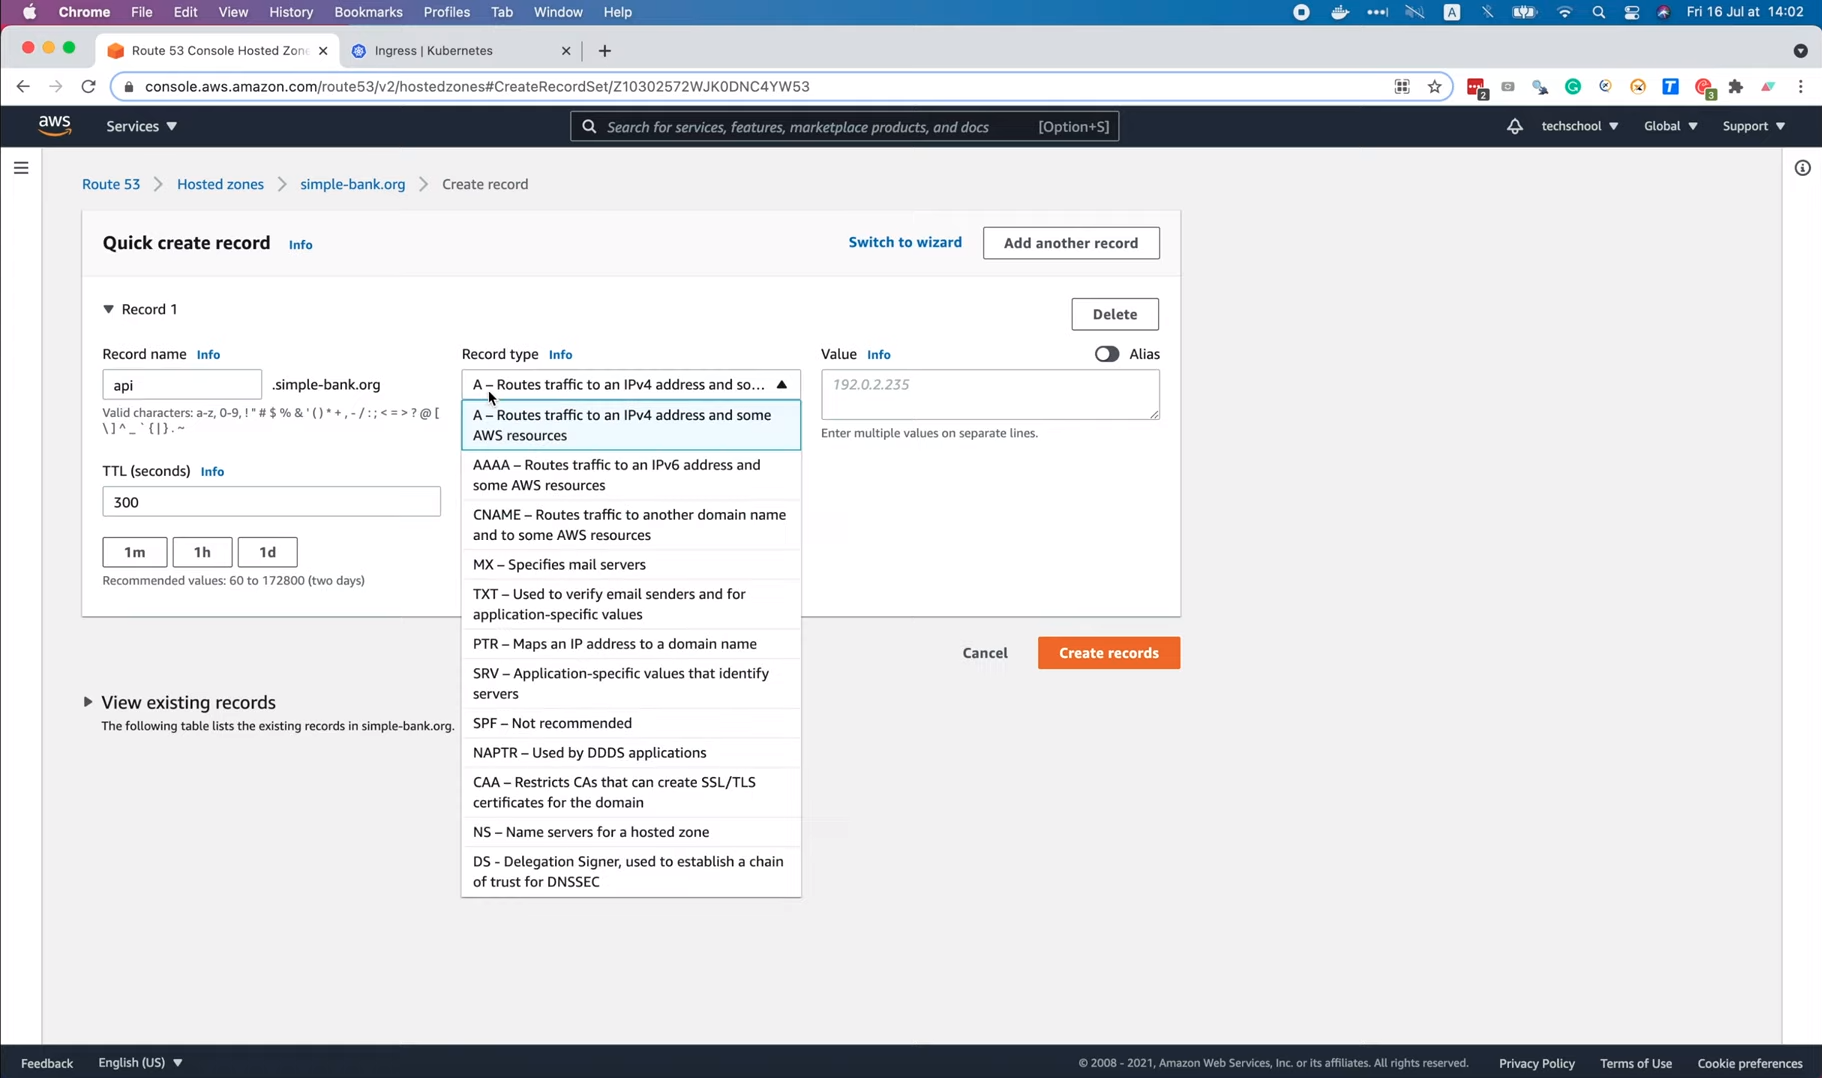 Chrome File Edit View History Bookmarks Profiles Tab Window Help
A Fri 16 Jul at 14:02
Route 53 Console Hosted Zon
Ingress | Kubernetes
console.aws.amazon.com/route53/v2/hostedzones#CreateRecordSet/Z10302572WJK0DNC4YW53
2
T
3
aws
Services
Search for services, features, marketplace products, and docs [Option+S]
techschool Global Support
Route 53 Hosted zones simple-bank.org Create record
Quick create record Info
Switch to wizard
Add another record
Record 1
Delete
Record name Info
api
.simple-bank.org
Valid characters: a-z, 0-9, ! " # $ % & ' ( ) * + , - / : ; < = > ? @ [
\ ] ^ _ ` { | } . ~
TTL (seconds) Info
300
1m 1h 1d
Recommended values: 60 to 172800 (two days)
Record type Info
A – Routes traffic to an IPv4 address and so...
A – Routes traffic to an IPv4 address and some
AWS resources
AAAA – Routes traffic to an IPv6 address and
some AWS resources
CNAME – Routes traffic to another domain name
and to some AWS resources
MX – Specifies mail servers
TXT – Used to verify email senders and for
application-specific values
PTR – Maps an IP address to a domain name
SRV – Application-specific values that identify
servers
SPF – Not recommended
NAPTR – Used by DDDS applications
CAA – Restricts CAs that can create SSL/TLS
certificates for the domain
NS – Name servers for a hosted zone
DS - Delegation Signer, used to establish a chain
of trust for DNSSEC
Value Info
Alias
192.0.2.235
Enter multiple values on separate lines.
Cancel
Create records
View existing records
The following table lists the existing records in simple-bank.org.
Feedback English (US)
© 2008 - 2021, Amazon Web Services, Inc. or its affiliates. All rights reserved. Privacy Policy Terms of Use Cookie preferences